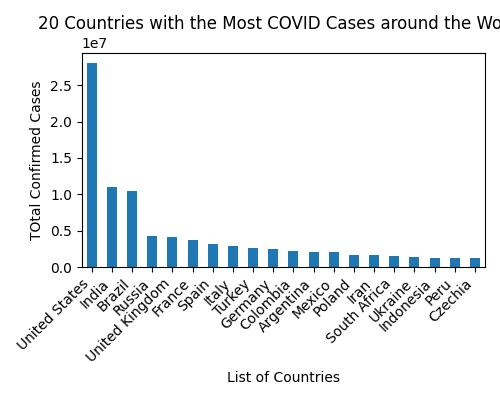 20 Countries with the Most COVID Cases around the Wo
1e7
2.5
2.0
1.5
1.0
0.5
0.0
TOtal Confirmed Cases
United States
India
Brazil
Russia
United Kingdom
France
Spain
Italy
Turkey
Germany
Colombia
Argentina
Mexico
Poland
Iran
South Africa
Ukraine
Indonesia
Peru
Czechia
List of Countries